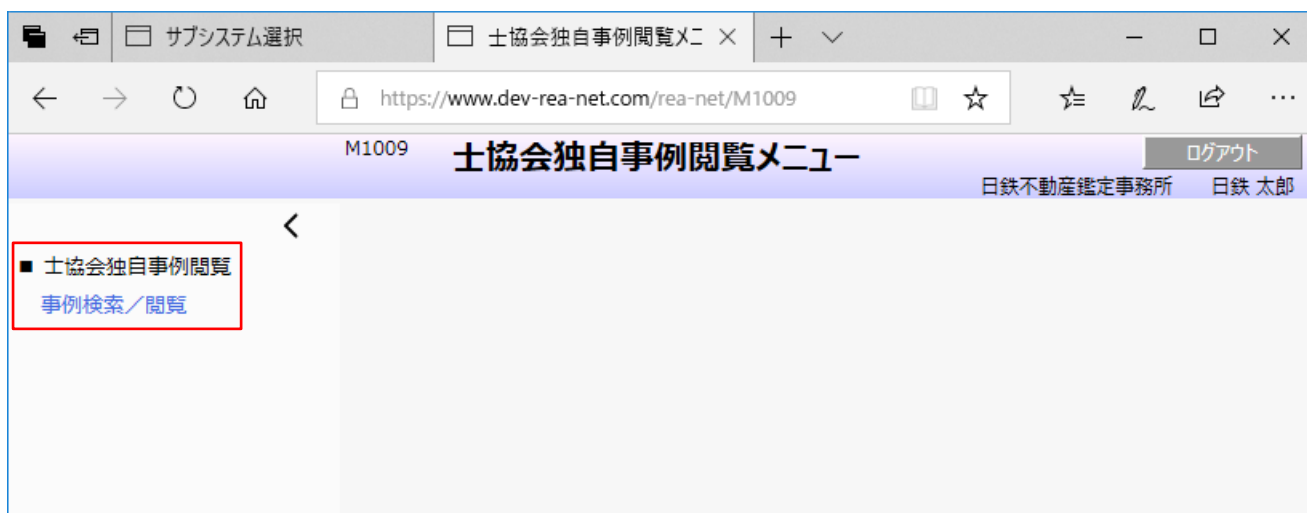 サブシステム選択
士協会独自事例閲覧メニ
https://www.dev-rea-net.com/rea-net/M1009
M1009 士協会独自事例閲覧メニュー ログアウト
日鉄不動産鑑定事務所 日鉄 太郎
■ 士協会独自事例閲覧
事例検索／閲覧